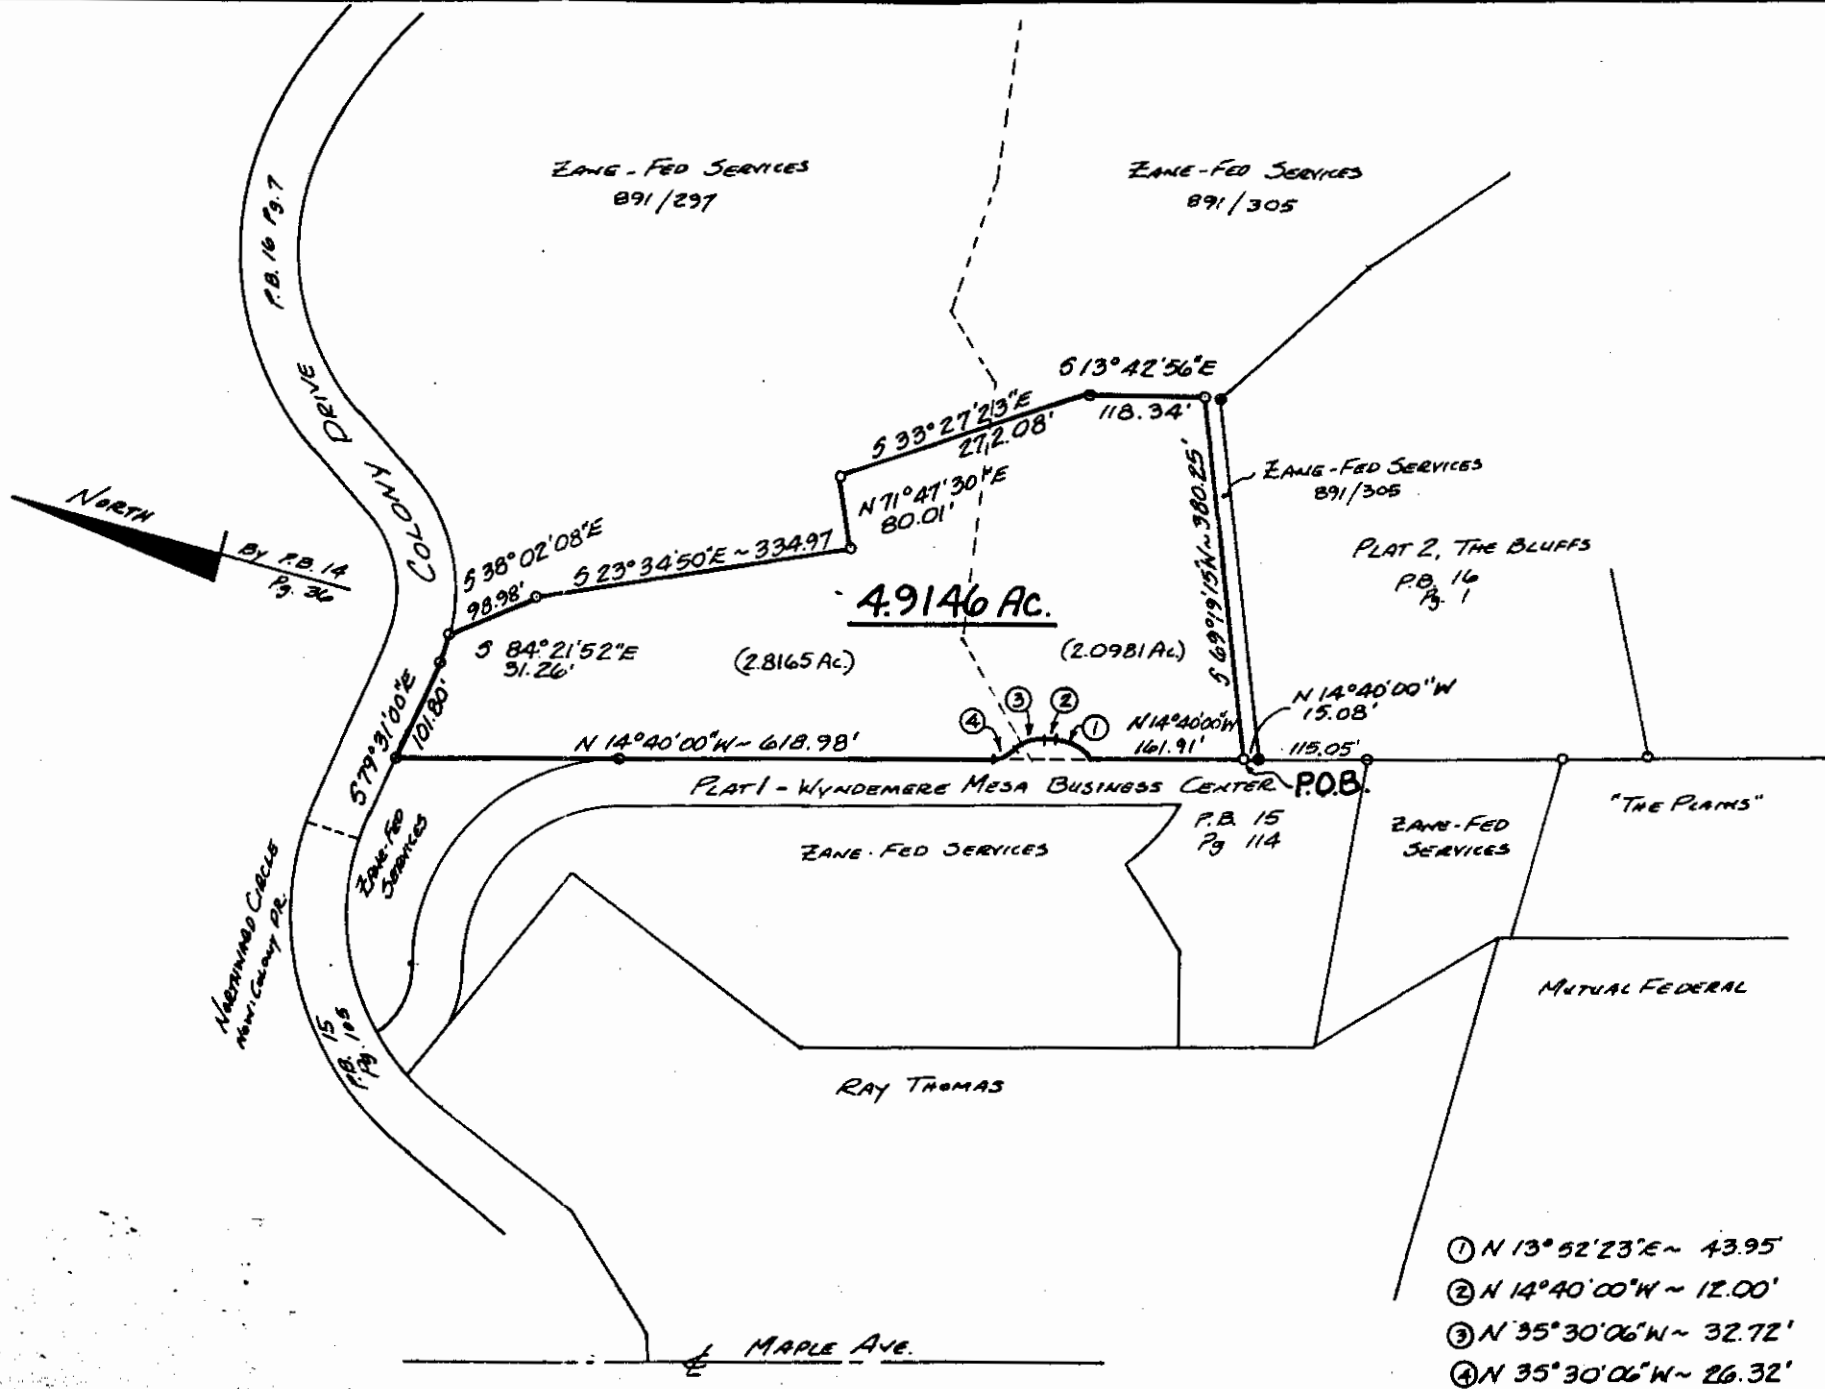 ZANE-FED SERVICES
891/297
ZANE-FED SERVICES
891/305
P.B. 16 Pg. 7
COLONY DRIVE
NORTH
BY P.B. 14
Pg. 36
S 13° 42' 56" E
118.34'
S 33° 27' 23" E
272.08'
N 71° 47' 30" E
80.01'
S 38° 02' 08" E
98.98'
S 23° 34' 50" E ~ 334.97
S 84° 21' 52" E
31.26'
S 79° 31' 00" E
101.80'
4.9146 AC.
(2.8165 AC.)
(2.0981 AC.)
S 69° 19' 15" W ~ 380.25'
ZANE-FED SERVICES
891/305
PLAT 2, THE BLUFFS
P.B. 16
Pg. 1
N 14° 40' 00" W
15.08'
N 14° 40' 00" W
161.91'
115.05'
④ ③ ② ①
N 14° 40' 00" W ~ 618.98'
PLAT 1 - WYNDEMERE MESA BUSINESS CENTER
P.O.B.
P.B. 15
Pg 114
ZANE-FED SERVICES
ZANE-FED
SERVICES
ZANE-FED
SERVICES
"THE PLAINS"
NORTHWARD CIRCLE
NOW: COLONY DR.
P.B. 15
Pg. 105
MUTUAL FEDERAL
RAY THOMAS
℄ MAPLE AVE.
① N 13° 52' 23" E ~ 43.95'
② N 14° 40' 00" W ~ 12.00'
③ N 35° 30' 06" W ~ 32.72'
④ N 35° 30' 06" W ~ 26.32'